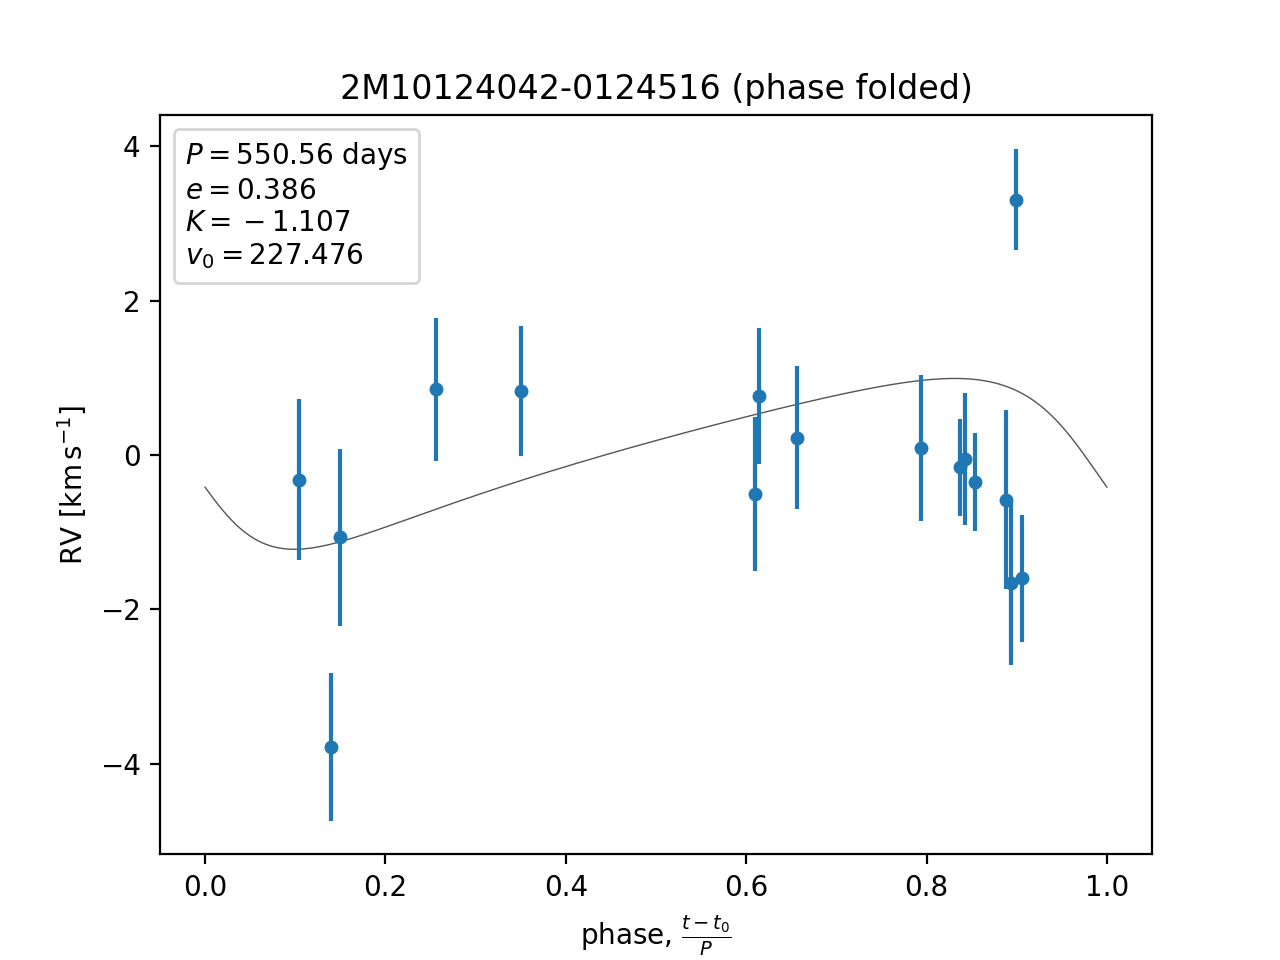 2M10124042-0124516 (phase folded)
P = 550.56 days
e = 0.386
K = −1.107
v₀ = 227.476
4
2
0
−2
−4
RV [km s⁻¹]
0.0 0.2 0.4 0.6 0.8 1.0
phase, (t − t₀)/P